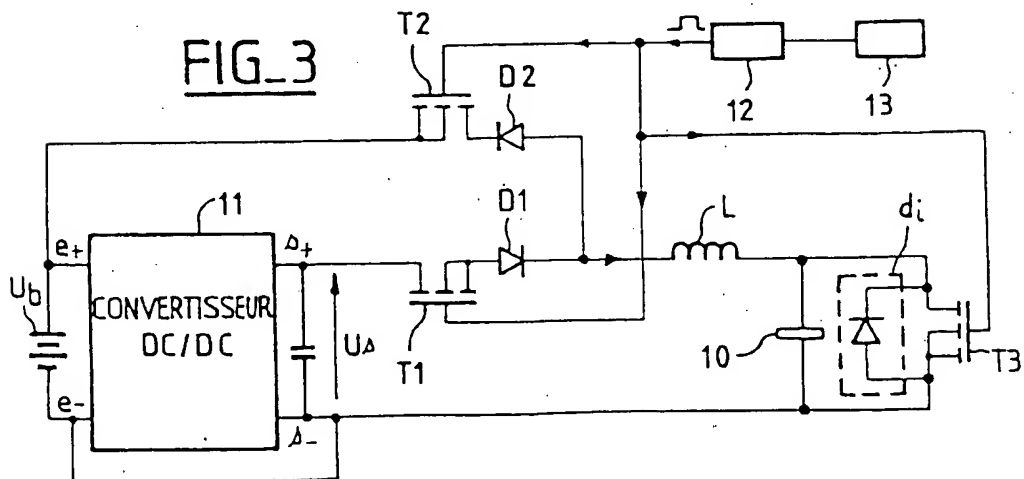 FIG_3
T2
D2
12
13
11
D1
L
di
e+
s+
Ub
CONVERTISSEUR
DC/DC
Us
T1
10
T3
e-
s-